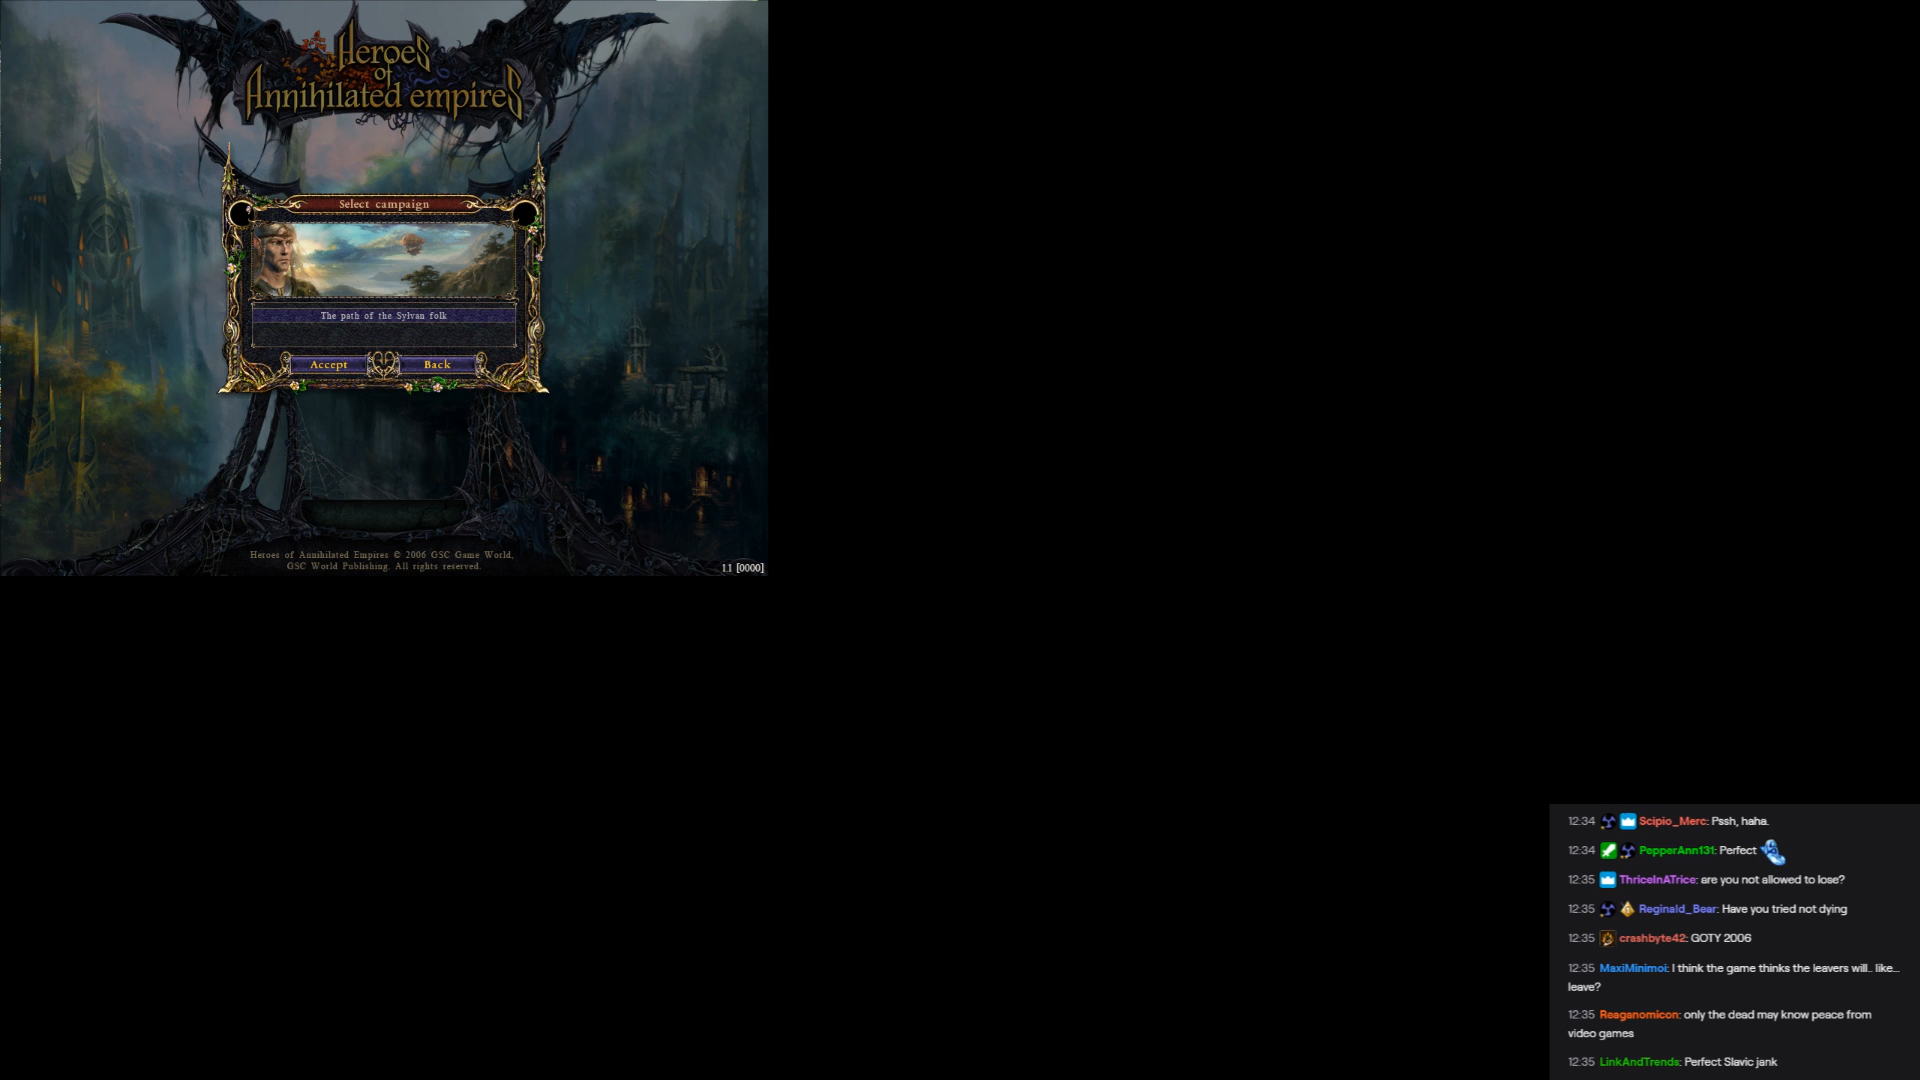 Heroes
of
Annihilated empires
Select campaign
The path of the Sylvan folk
Accept
Back
Heroes of Annihilated Empires © 2006 GSC Game World,
GSC World Publishing. All rights reserved.
1.1 [0000]
12:34 Scipio_Merc: Pssh, haha.
12:34 PepperAnn131: Perfect
12:35 ThriceInATrice: are you not allowed to lose?
12:35 Reginald_Bear: Have you tried not dying
12:35 crashbyte42: GOTY 2006
12:35 MaxiMinimoi: I think the game thinks the leavers will.. like...
leave?
12:35 Reaganomicon: only the dead may know peace from
video games
12:35 LinkAndTrends: Perfect Slavic jank